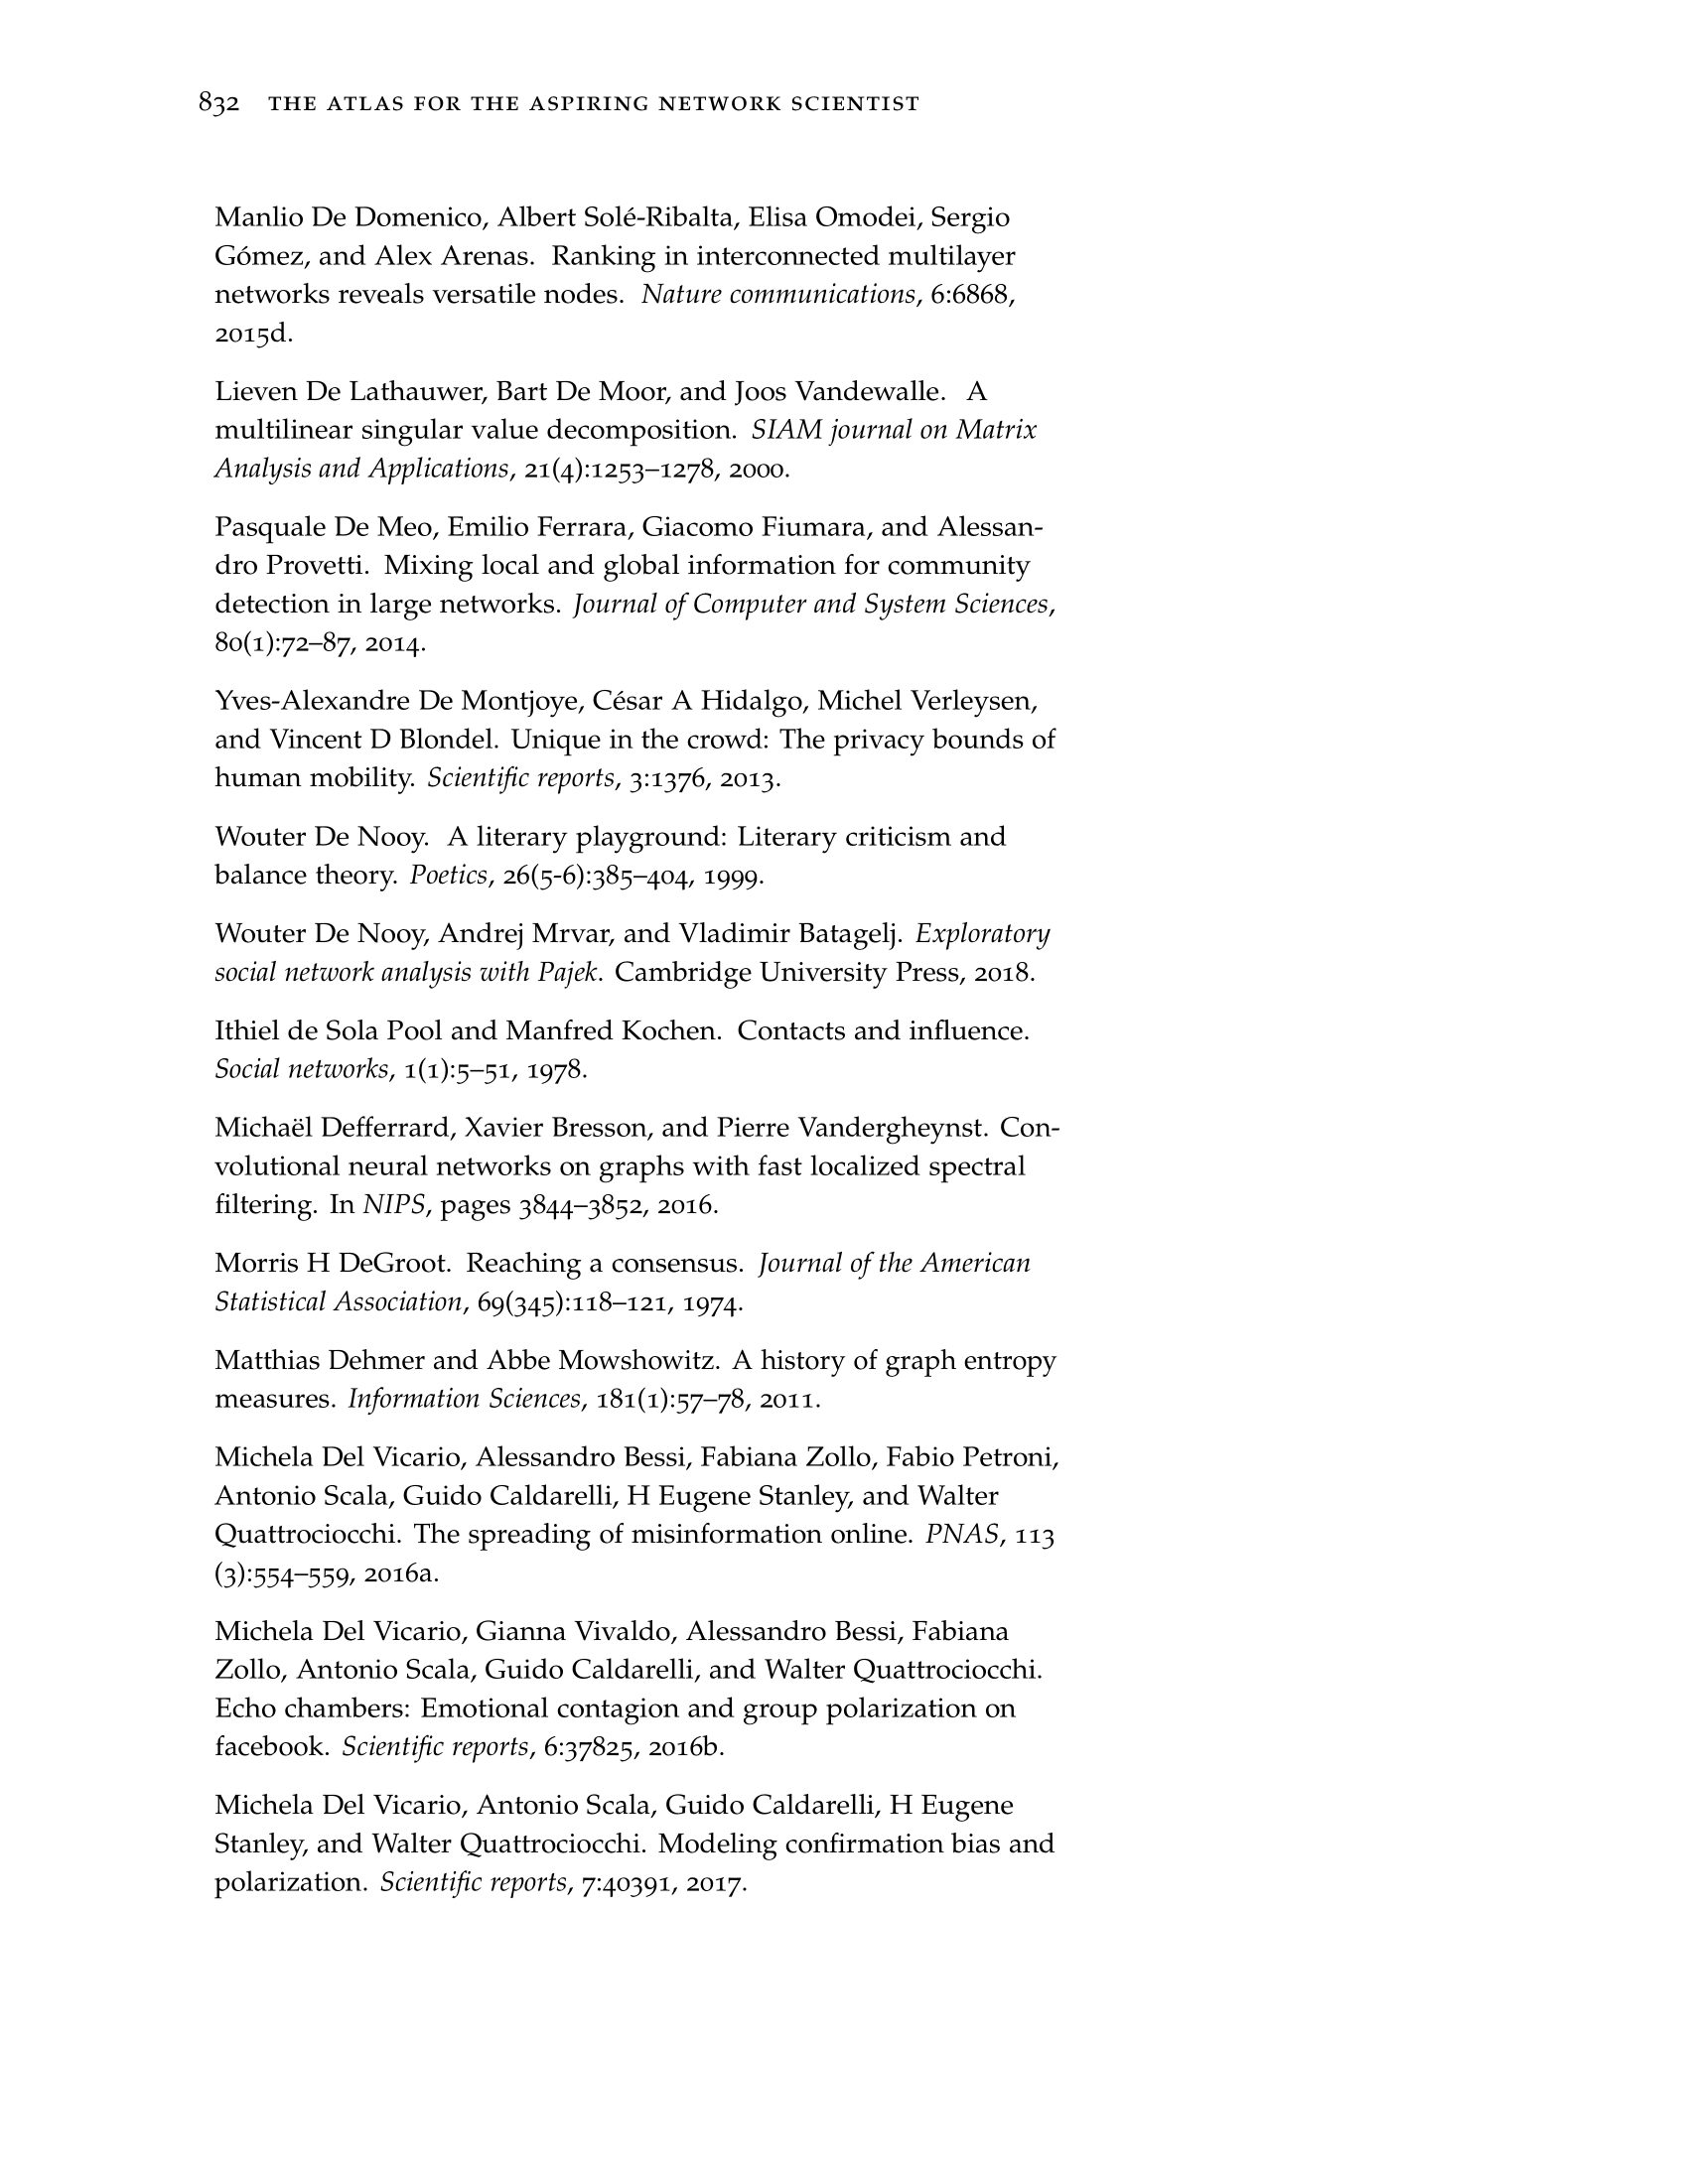 832 THE ATLAS FOR THE ASPIRING NETWORK SCIENTIST
Manlio De Domenico, Albert Solé-Ribalta, Elisa Omodei, Sergio
Gómez, and Alex Arenas. Ranking in interconnected multilayer
networks reveals versatile nodes. Nature communications, 6:6868,
2015d.
Lieven De Lathauwer, Bart De Moor, and Joos Vandewalle. A
multilinear singular value decomposition. SIAM journal on Matrix
Analysis and Applications, 21(4):1253–1278, 2000.
Pasquale De Meo, Emilio Ferrara, Giacomo Fiumara, and Alessan-
dro Provetti. Mixing local and global information for community
detection in large networks. Journal of Computer and System Sciences,
80(1):72–87, 2014.
Yves-Alexandre De Montjoye, César A Hidalgo, Michel Verleysen,
and Vincent D Blondel. Unique in the crowd: The privacy bounds of
human mobility. Scientific reports, 3:1376, 2013.
Wouter De Nooy. A literary playground: Literary criticism and
balance theory. Poetics, 26(5-6):385–404, 1999.
Wouter De Nooy, Andrej Mrvar, and Vladimir Batagelj. Exploratory
social network analysis with Pajek. Cambridge University Press, 2018.
Ithiel de Sola Pool and Manfred Kochen. Contacts and influence.
Social networks, 1(1):5–51, 1978.
Michaël Defferrard, Xavier Bresson, and Pierre Vandergheynst. Con-
volutional neural networks on graphs with fast localized spectral
filtering. In NIPS, pages 3844–3852, 2016.
Morris H DeGroot. Reaching a consensus. Journal of the American
Statistical Association, 69(345):118–121, 1974.
Matthias Dehmer and Abbe Mowshowitz. A history of graph entropy
measures. Information Sciences, 181(1):57–78, 2011.
Michela Del Vicario, Alessandro Bessi, Fabiana Zollo, Fabio Petroni,
Antonio Scala, Guido Caldarelli, H Eugene Stanley, and Walter
Quattrociocchi. The spreading of misinformation online. PNAS, 113
(3):554–559, 2016a.
Michela Del Vicario, Gianna Vivaldo, Alessandro Bessi, Fabiana
Zollo, Antonio Scala, Guido Caldarelli, and Walter Quattrociocchi.
Echo chambers: Emotional contagion and group polarization on
facebook. Scientific reports, 6:37825, 2016b.
Michela Del Vicario, Antonio Scala, Guido Caldarelli, H Eugene
Stanley, and Walter Quattrociocchi. Modeling confirmation bias and
polarization. Scientific reports, 7:40391, 2017.